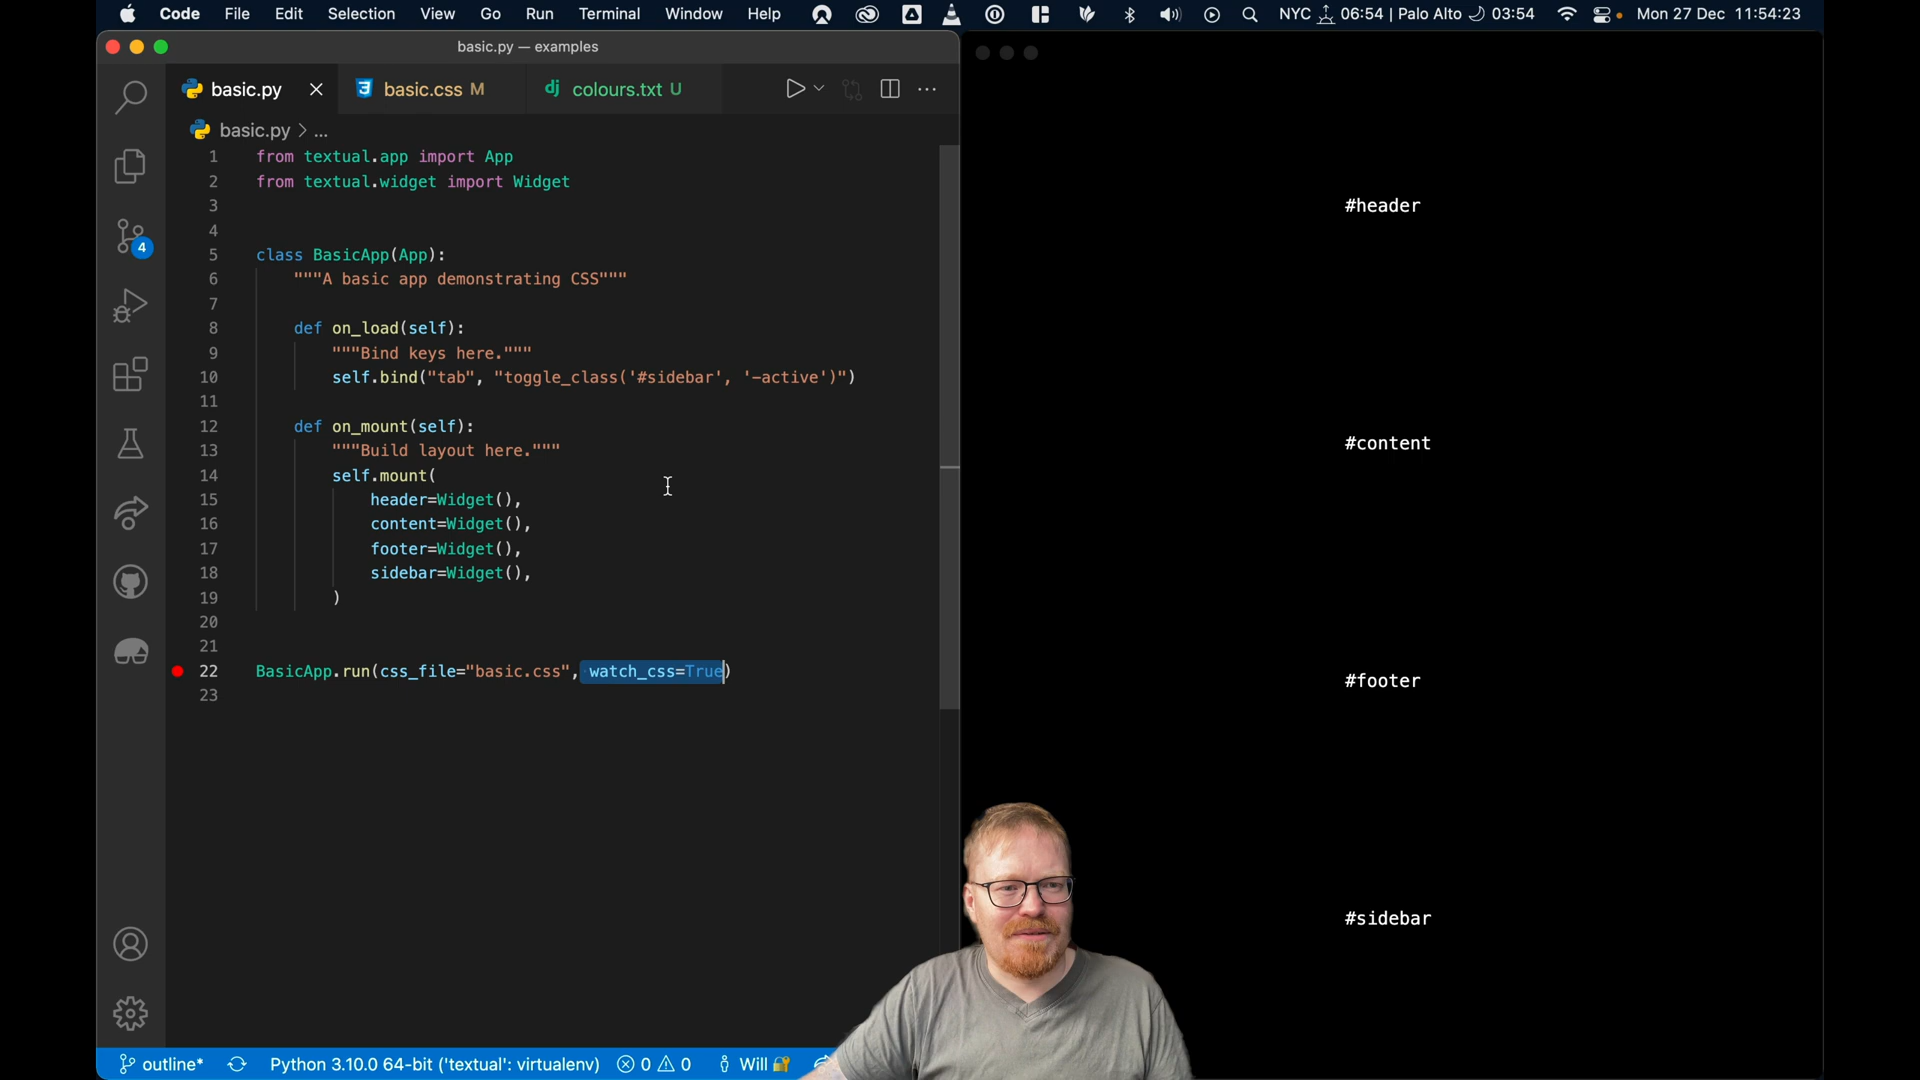 Code File Edit Selection View Go Run Terminal Window Help NYC 06:54 | Palo Alto 03:54 Mon 27 Dec 11:54:23
basic.py — examples
basic.py basic.css M colours.txt U
basic.py > ...
1 from textual.app import App
2 from textual.widget import Widget
3
4
5 class BasicApp(App):
6 """A basic app demonstrating CSS"""
7
8 def on_load(self):
9 """Bind keys here."""
10 self.bind("tab", "toggle_class('#sidebar', '-active')")
11
12 def on_mount(self):
13 """Build layout here."""
14 self.mount(
15 header=Widget(),
16 content=Widget(),
17 footer=Widget(),
18 sidebar=Widget(),
19 )
20
21
22 BasicApp.run(css_file="basic.css", watch_css=True)
23
4
outline* Python 3.10.0 64-bit ('textual': virtualenv) 0 0 Will
#header
#content
#footer
#sidebar